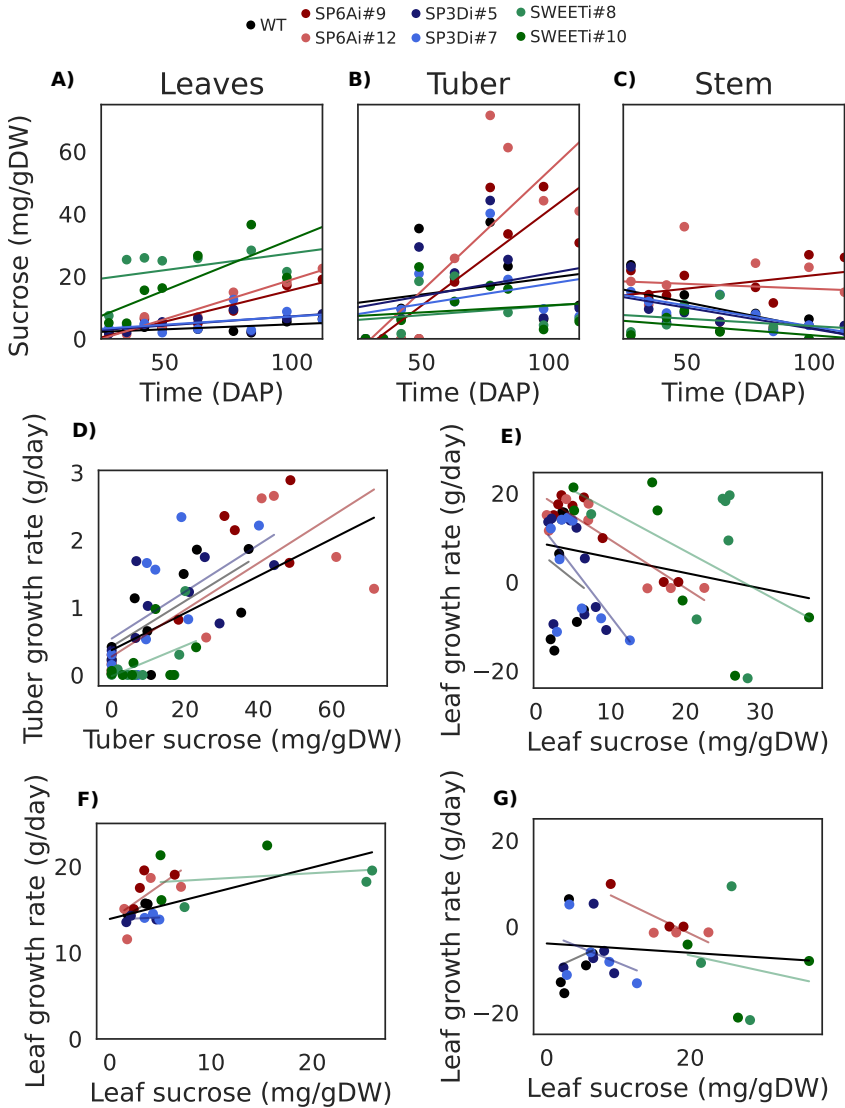 WT SP6Ai#9 SP3Di#5 SWEETi#8
SP6Ai#12 SP3Di#7 SWEETi#10
A) Leaves B) Tuber C) Stem
Sucrose (mg/gDW)
60
40
20
0
50 100 50 100 50 100
Time (DAP) Time (DAP) Time (DAP)
D)
Tuber growth rate (g/day)
3
2
1
0
0 20 40 60
Tuber sucrose (mg/gDW)
E)
Leaf growth rate (g/day)
20
0
−20
0 10 20 30
Leaf sucrose (mg/gDW)
F)
Leaf growth rate (g/day)
20
10
0
0 10 20
Leaf sucrose (mg/gDW)
G)
Leaf growth rate (g/day)
20
0
−20
0 20
Leaf sucrose (mg/gDW)